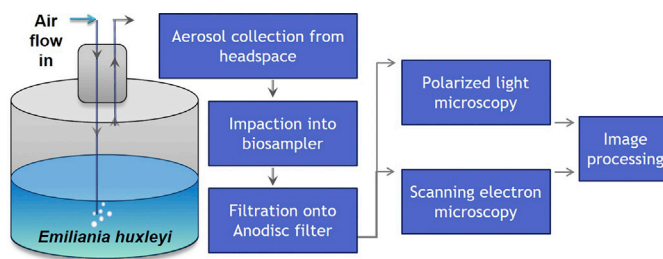 Air
flow
in
Emiliania huxleyi
Aerosol collection from
headspace
Impaction into
biosampler
Filtration onto
Anodisc filter
Polarized light
microscopy
Scanning electron
microscopy
Image
processing